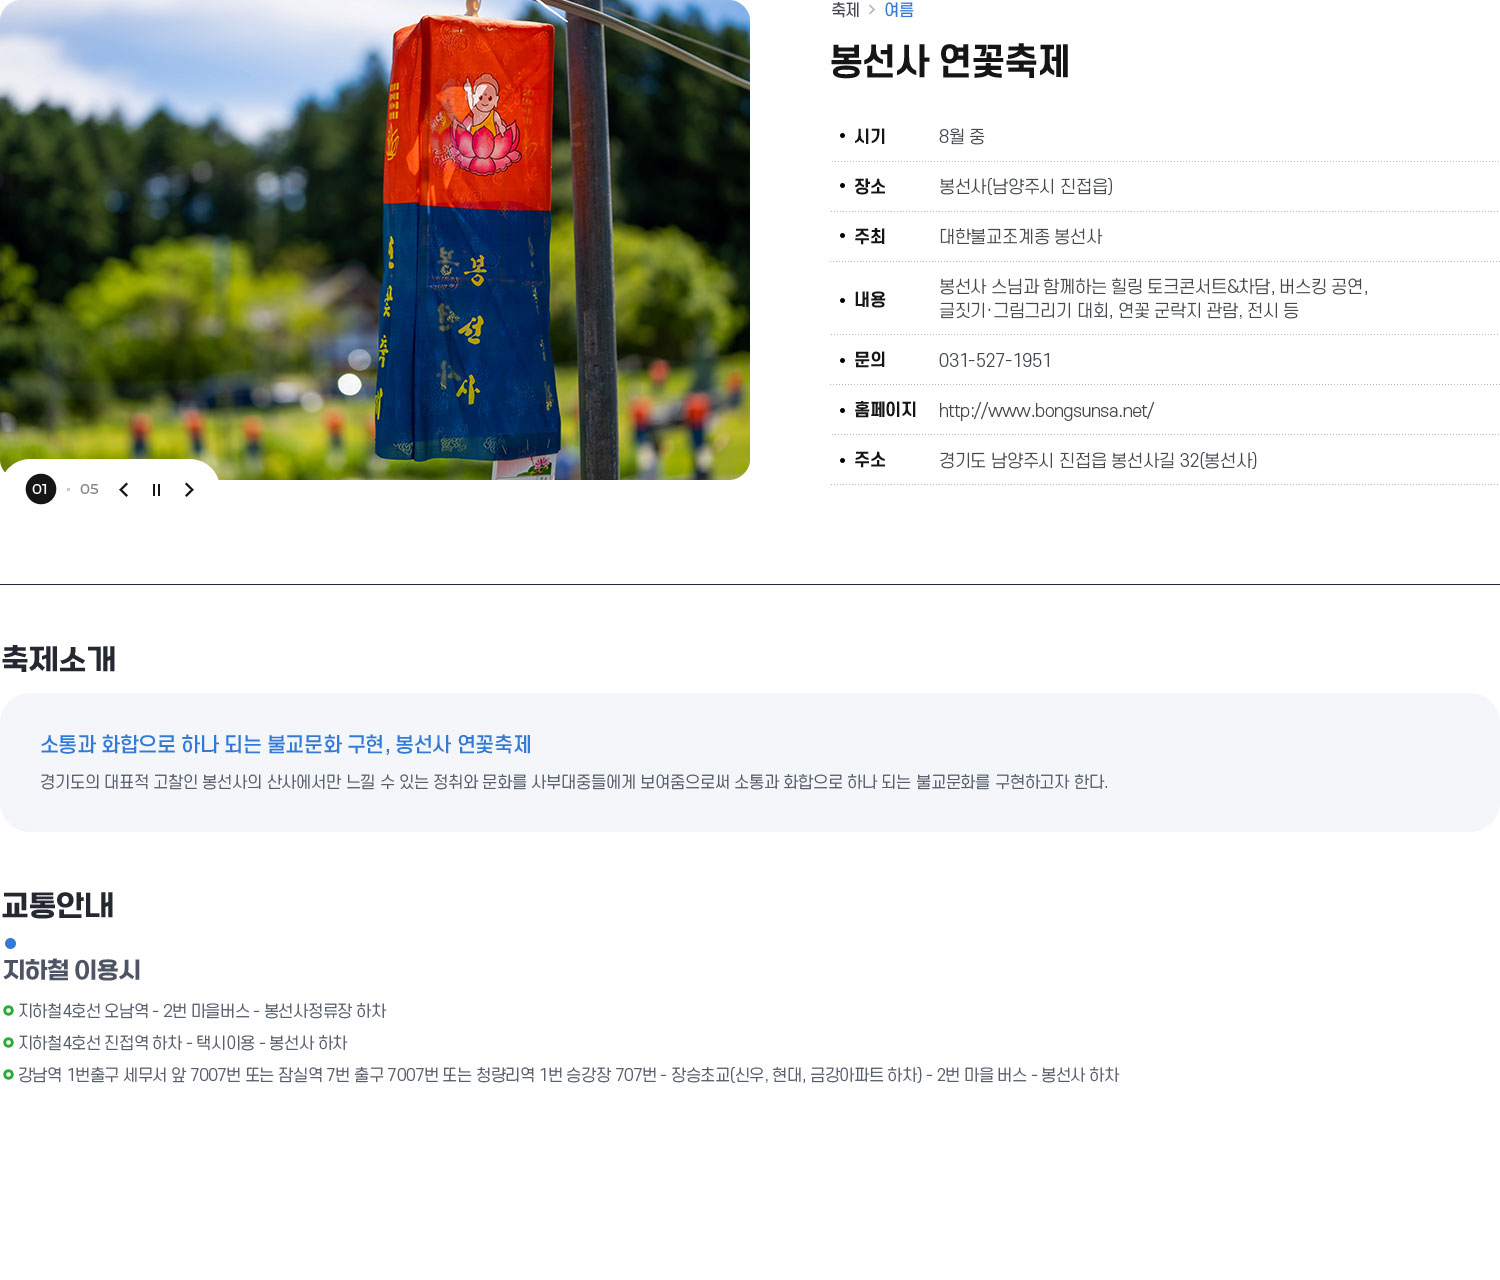 축제 > 여름
봉선사 연꽃축제
시기 8월 중
장소 봉선사(남양주시 진접읍)
주최 대한불교조계종 봉선사
내용 봉선사 스님과 함께하는 힐링 토크콘서트&차담, 버스킹 공연,
글짓기·그림그리기 대회, 연꽃 군락지 관람, 전시 등
문의 031-527-1951
홈페이지 http://www.bongsunsa.net/
주소 경기도 남양주시 진접읍 봉선사길 32(봉선사)
봉선사
01 · 05
축제소개
소통과 화합으로 하나 되는 불교문화 구현, 봉선사 연꽃축제
경기도의 대표적 고찰인 봉선사의 산사에서만 느낄 수 있는 정취와 문화를 사부대중들에게 보여줌으로써 소통과 화합으로 하나 되는 불교문화를 구현하고자 한다.
교통안내
지하철 이용시
지하철4호선 오남역 - 2번 마을버스 - 봉선사정류장 하차
지하철4호선 진접역 하차 - 택시이용 - 봉선사 하차
강남역 1번출구 세무서 앞 7007번 또는 잠실역 7번 출구 7007번 또는 청량리역 1번 승강장 707번 - 장승초교(신우, 현대, 금강아파트 하차) - 2번 마을 버스 - 봉선사 하차